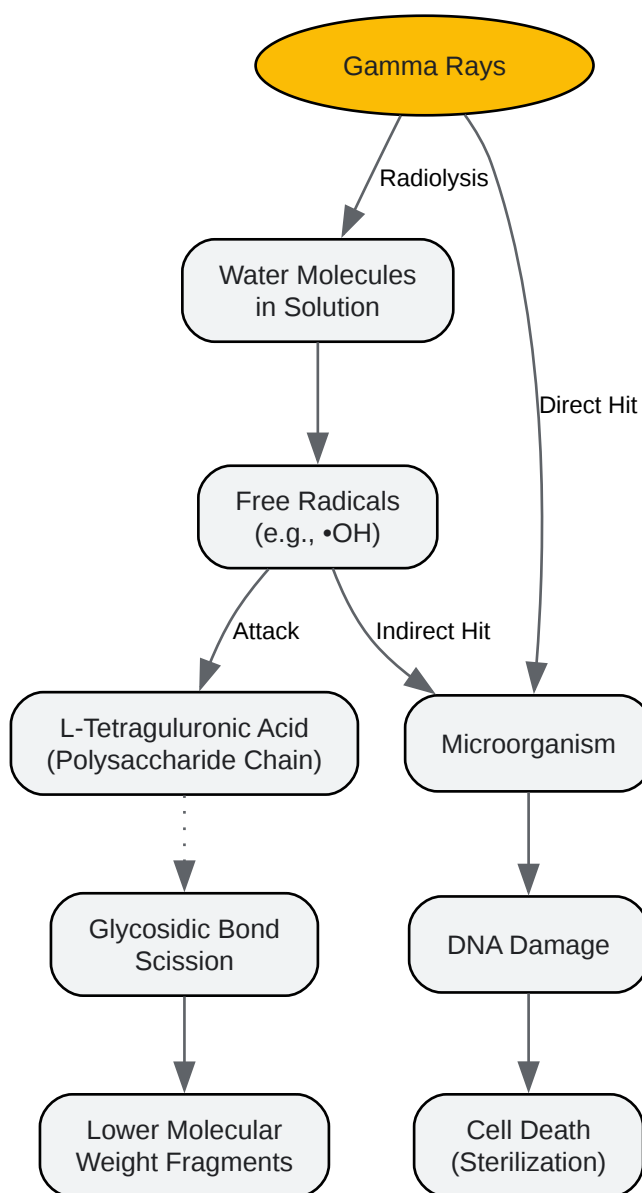 Gamma Rays
Radiolysis
Water Molecules
in Solution
Direct Hit
Free Radicals
(e.g., •OH)
Attack
Indirect Hit
L-Tetraguluronic Acid
(Polysaccharide Chain)
Microorganism
Glycosidic Bond
Scission
DNA Damage
Lower Molecular
Weight Fragments
Cell Death
(Sterilization)